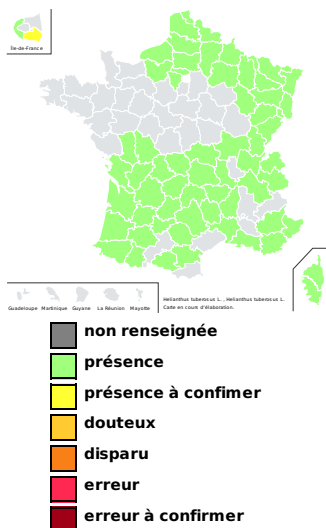 Île-de-France
Guadeloupe Martinique Guyane La Réunion Mayotte
Helianthus tuberosus L. , Helianthus tuberosus L.
Carte en cours d'élaboration.
non renseignée
présence
présence à confimer
douteux
disparu
erreur
erreur à confirmer